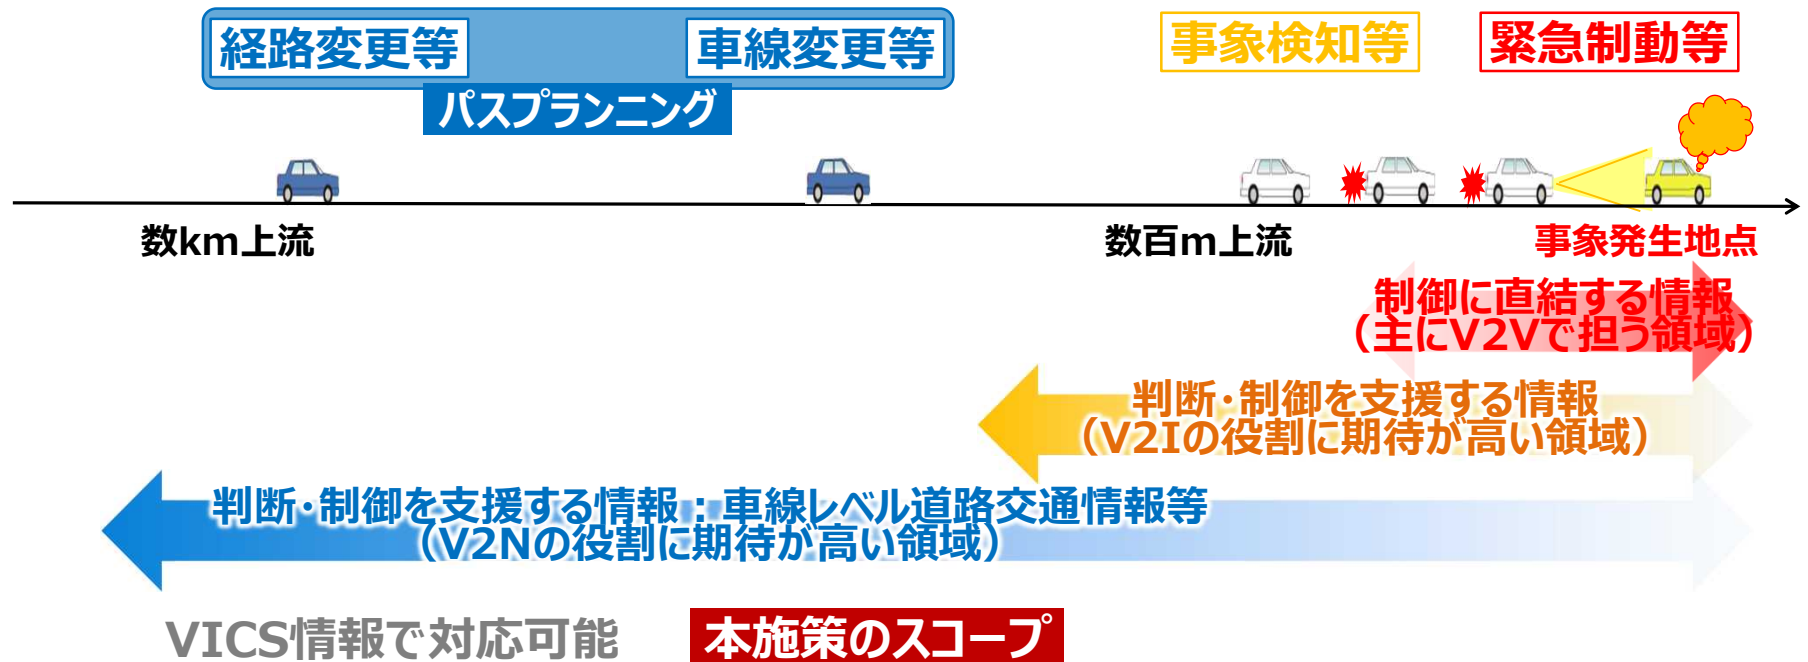 経路変更等
車線変更等
事象検知等
緊急制動等
パスプランニング
数km上流
数百m上流
事象発生地点
制御に直結する情報
（主にV2Vで担う領域）
判断・制御を支援する情報
（V2Iの役割に期待が高い領域）
判断・制御を支援する情報：車線レベル道路交通情報等
（V2Nの役割に期待が高い領域）
VICS情報で対応可能
本施策のスコープ